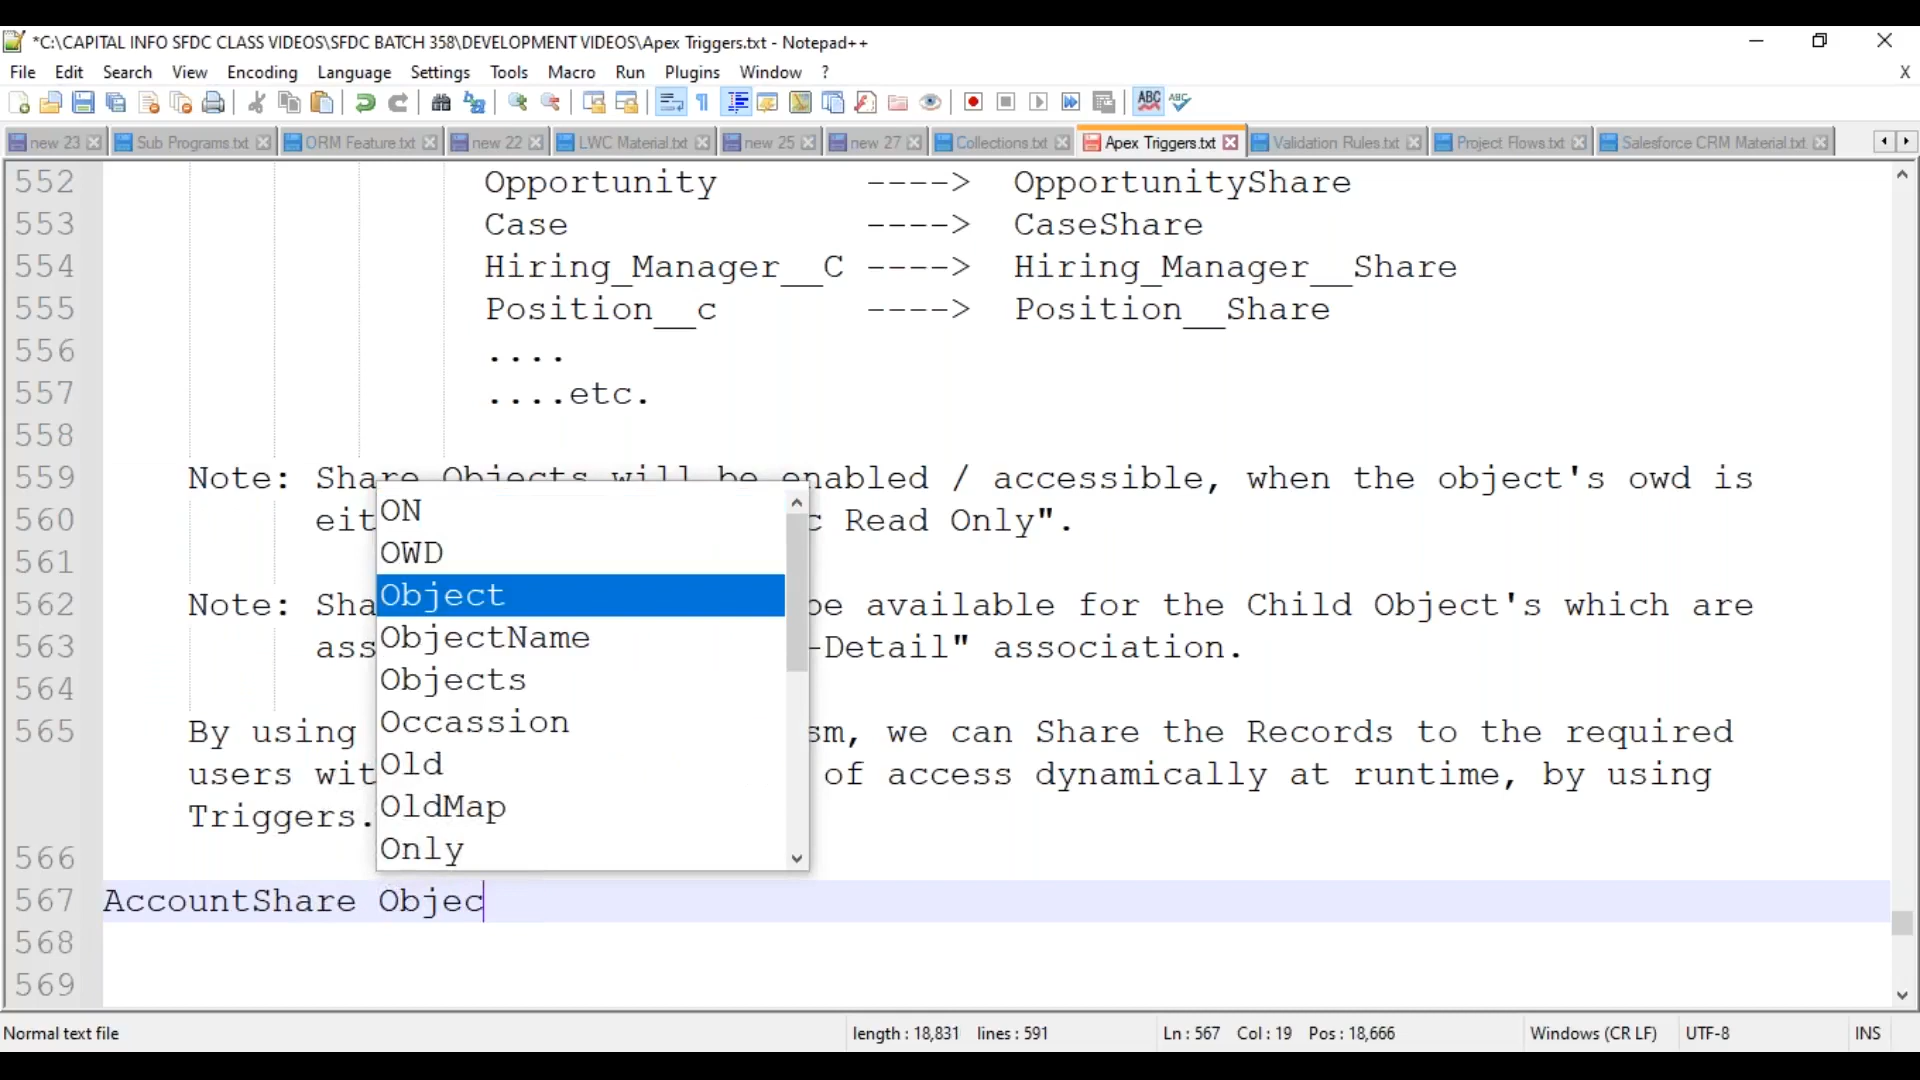 *C:\CAPITAL INFO SFDC CLASS VIDEOS\SFDC BATCH 358\DEVELOPMENT VIDEOS\Apex Triggers.txt - Notepad++
File Edit Search View Encoding Language Settings Tools Macro Run Plugins Window ? X
new 23 Sub Programs.txt ORM Feature.txt new 22 LWC Material.txt new 25 new 27 Collections.txt Apex Triggers.txt Validation Rules.txt Project Flows.txt Salesforce CRM Material.txt
552 Opportunity ----> OpportunityShare
553 Case ----> CaseShare
554 Hiring_Manager__C ----> Hiring_Manager__Share
555 Position__c ----> Position__Share
556 ....
557 ....etc.
558
559 Note: Share Objects will be enabled / accessible, when the object's owd is
560 eit c Read Only".
561
562 Note: Sha be available for the Child Object's which are
563 ass -Detail" association.
564
565 By using sm, we can Share the Records to the required
users wit of access dynamically at runtime, by using
Triggers.
566
567 AccountShare Objec
568
569
ON
OWD
Object
ObjectName
Objects
Occassion
Old
OldMap
Only
Normal text file length : 18,831 lines : 591 Ln : 567 Col : 19 Pos : 18,666 Windows (CR LF) UTF-8 INS